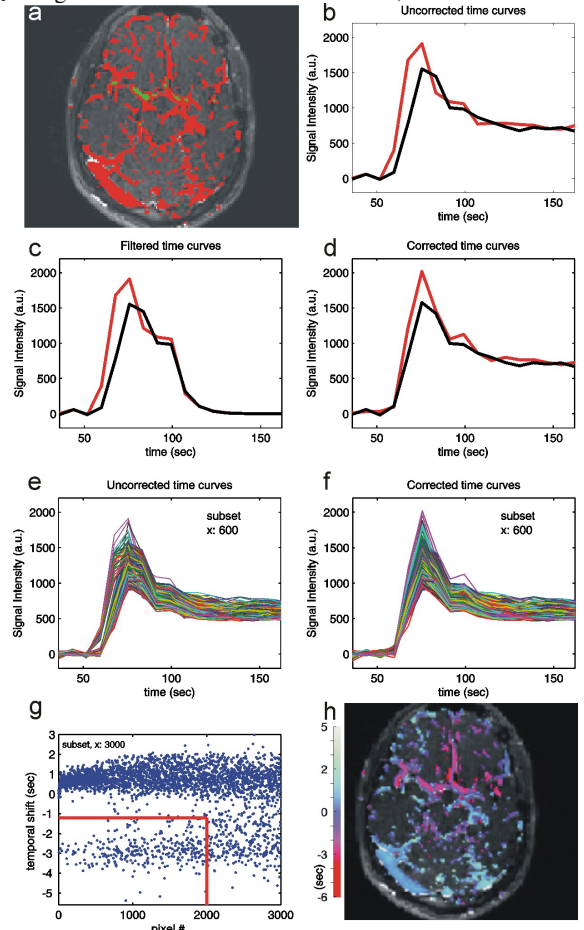 a
b
Uncorrected time curves
2000
1500
1000
500
0
Signal Intensity (a.u.)
50
100
150
time (sec)
c
Filtered time curves
2000
1500
1000
500
0
Signal Intensity (a.u.)
50
100
150
time (sec)
d
Corrected time curves
2000
1500
1000
500
0
Signal Intensity (a.u.)
50
100
150
time (sec)
e
Uncorrected time curves
subset
x: 600
2000
1500
1000
500
0
Signal Intensity (a.u.)
50
100
150
time (sec)
f
Corrected time curves
subset
x: 600
2000
1500
1000
500
0
Signal Intensity (a.u.)
50
100
150
time (sec)
g
subset, x: 3000
3
2
1
0
-1
-2
-3
-4
-5
temporal shift (sec)
0
1000
2000
3000
pixel #
h
5
2
0
-3
-6
(sec)